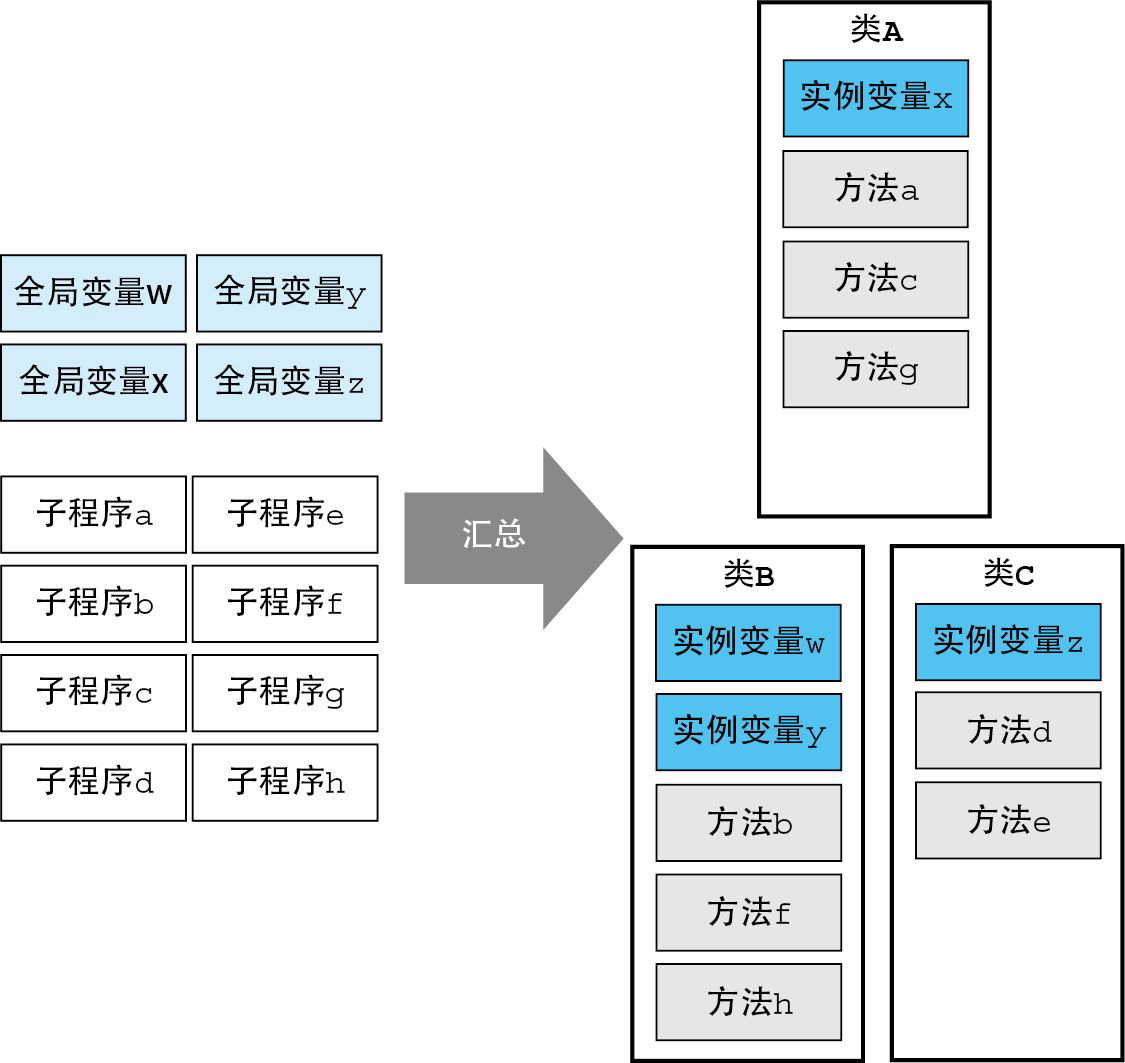 全局变量w
全局变量y
全局变量x
全局变量z
子程序a
子程序e
子程序b
子程序f
子程序c
子程序g
子程序d
子程序h
汇总
类A
实例变量x
方法a
方法c
方法g
类B
实例变量w
实例变量y
方法b
方法f
方法h
类C
实例变量z
方法d
方法e